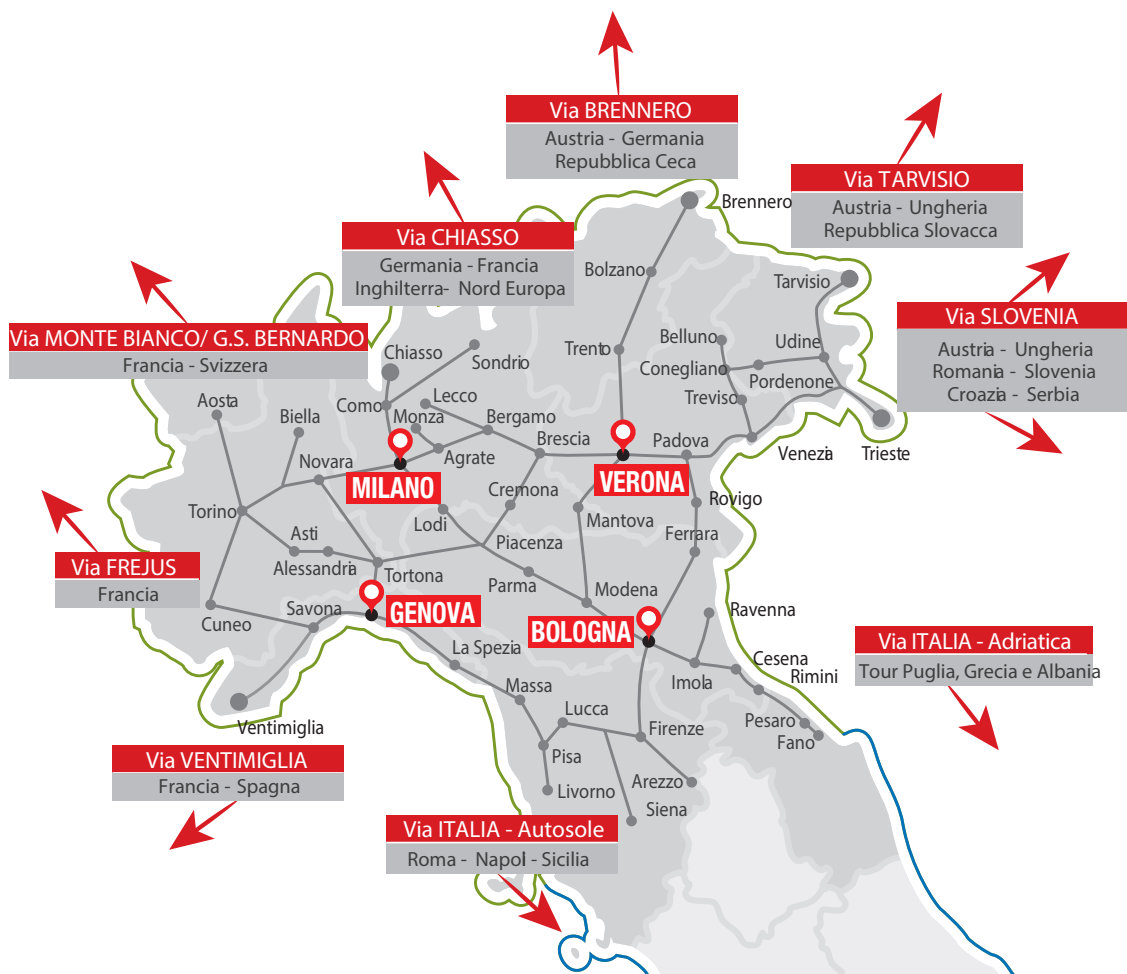 Via BRENNERO
Austria - Germania
Repubblica Ceca
Via TARVISIO
Austria - Ungheria
Repubblica Slovacca
Brennero
Via CHIASSO
Germania - Francia
Inghilterra- Nord Europa
Bolzano
Tarvisio
Via SLOVENIA
Austria - Ungheria
Romania - Slovenia
Croazia - Serbia
Via MONTE BIANCO/ G.S. BERNARDO
Francia - Svizzera
Chiasso
Sondrio
Trento
Belluno
Udine
Conegliano
Pordenone
Aosta
Biella
Como
Lecco
Monza
Bergamo
Treviso
Brescia
Padova
Venezia
Trieste
Novara
Agrate
MILANO
VERONA
Cremona
Rovigo
Torino
Lodi
Mantova
Asti
Piacenza
Ferrara
Via FREJUS
Francia
Alessandria
Tortona
Parma
Modena
Cuneo
Savona
GENOVA
BOLOGNA
Ravenna
La Spezia
Imola
Cesena
Rimini
Via ITALIA - Adriatica
Tour Puglia, Grecia e Albania
Massa
Lucca
Firenze
Pesaro
Fano
Ventimiglia
Pisa
Via VENTIMIGLIA
Francia - Spagna
Livorno
Arezzo
Siena
Via ITALIA - Autosole
Roma - Napol - Sicilia